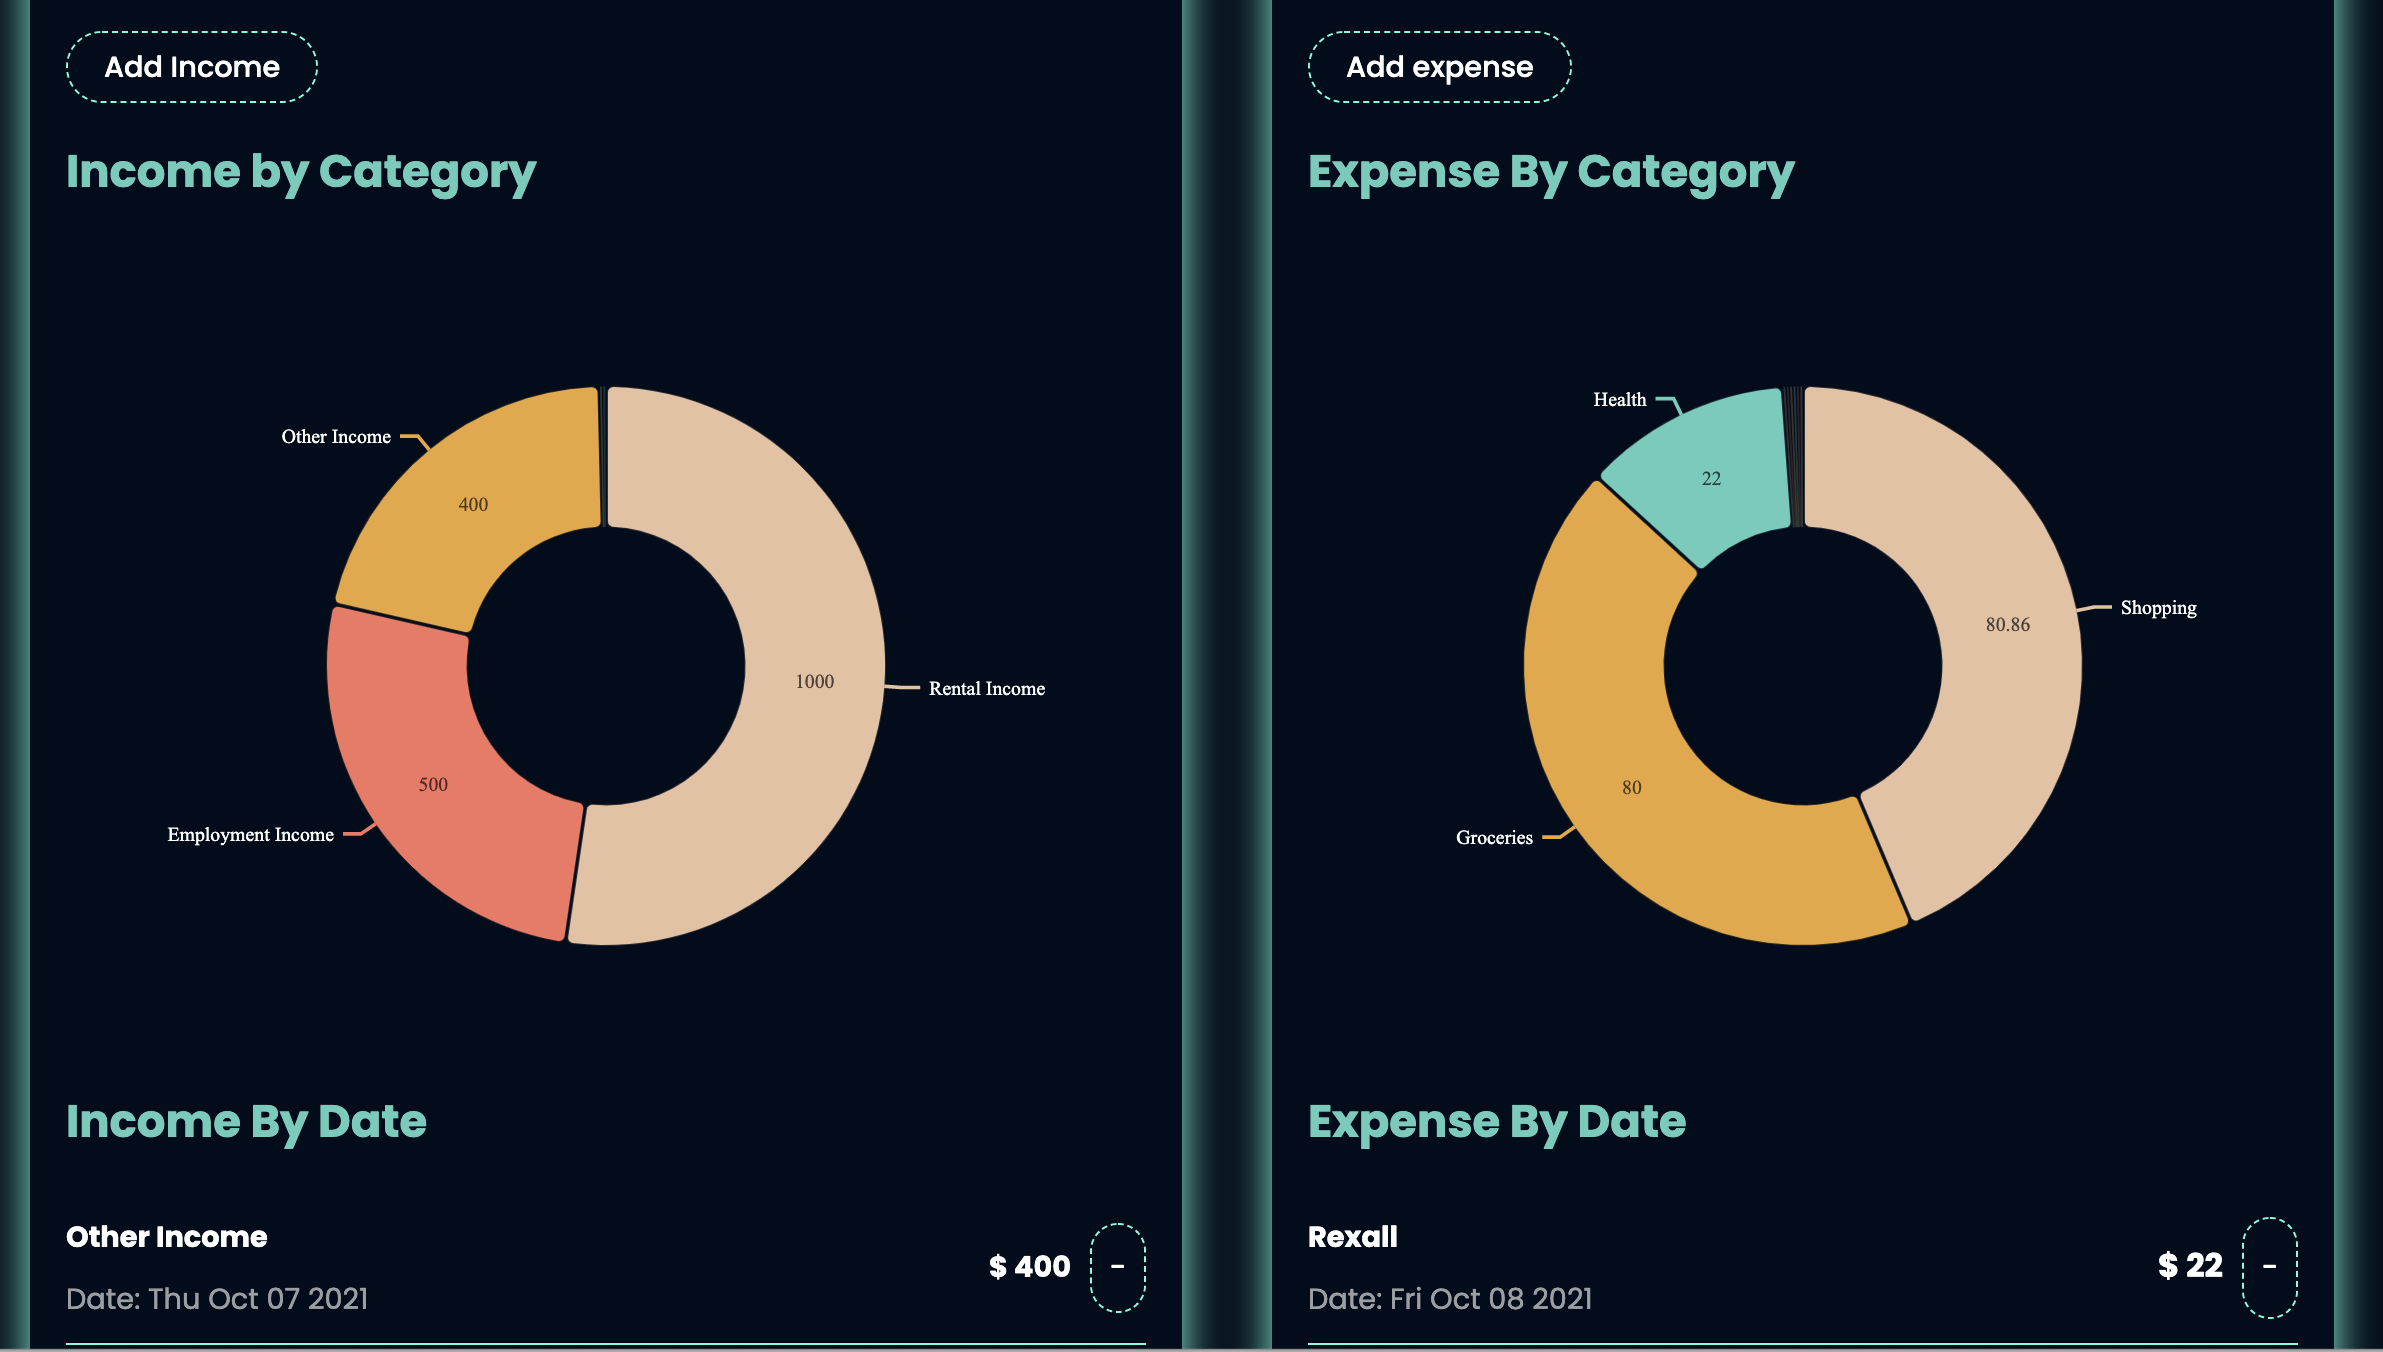 Add Income
Income by Category
Other Income
400
1000
Rental Income
500
Employment Income
Income By Date
Other Income
$ 400
-
Date: Thu Oct 07 2021
Add expense
Expense By Category
Health
22
80.86
Shopping
80
Groceries
Expense By Date
Rexall
$ 22
-
Date: Fri Oct 08 2021